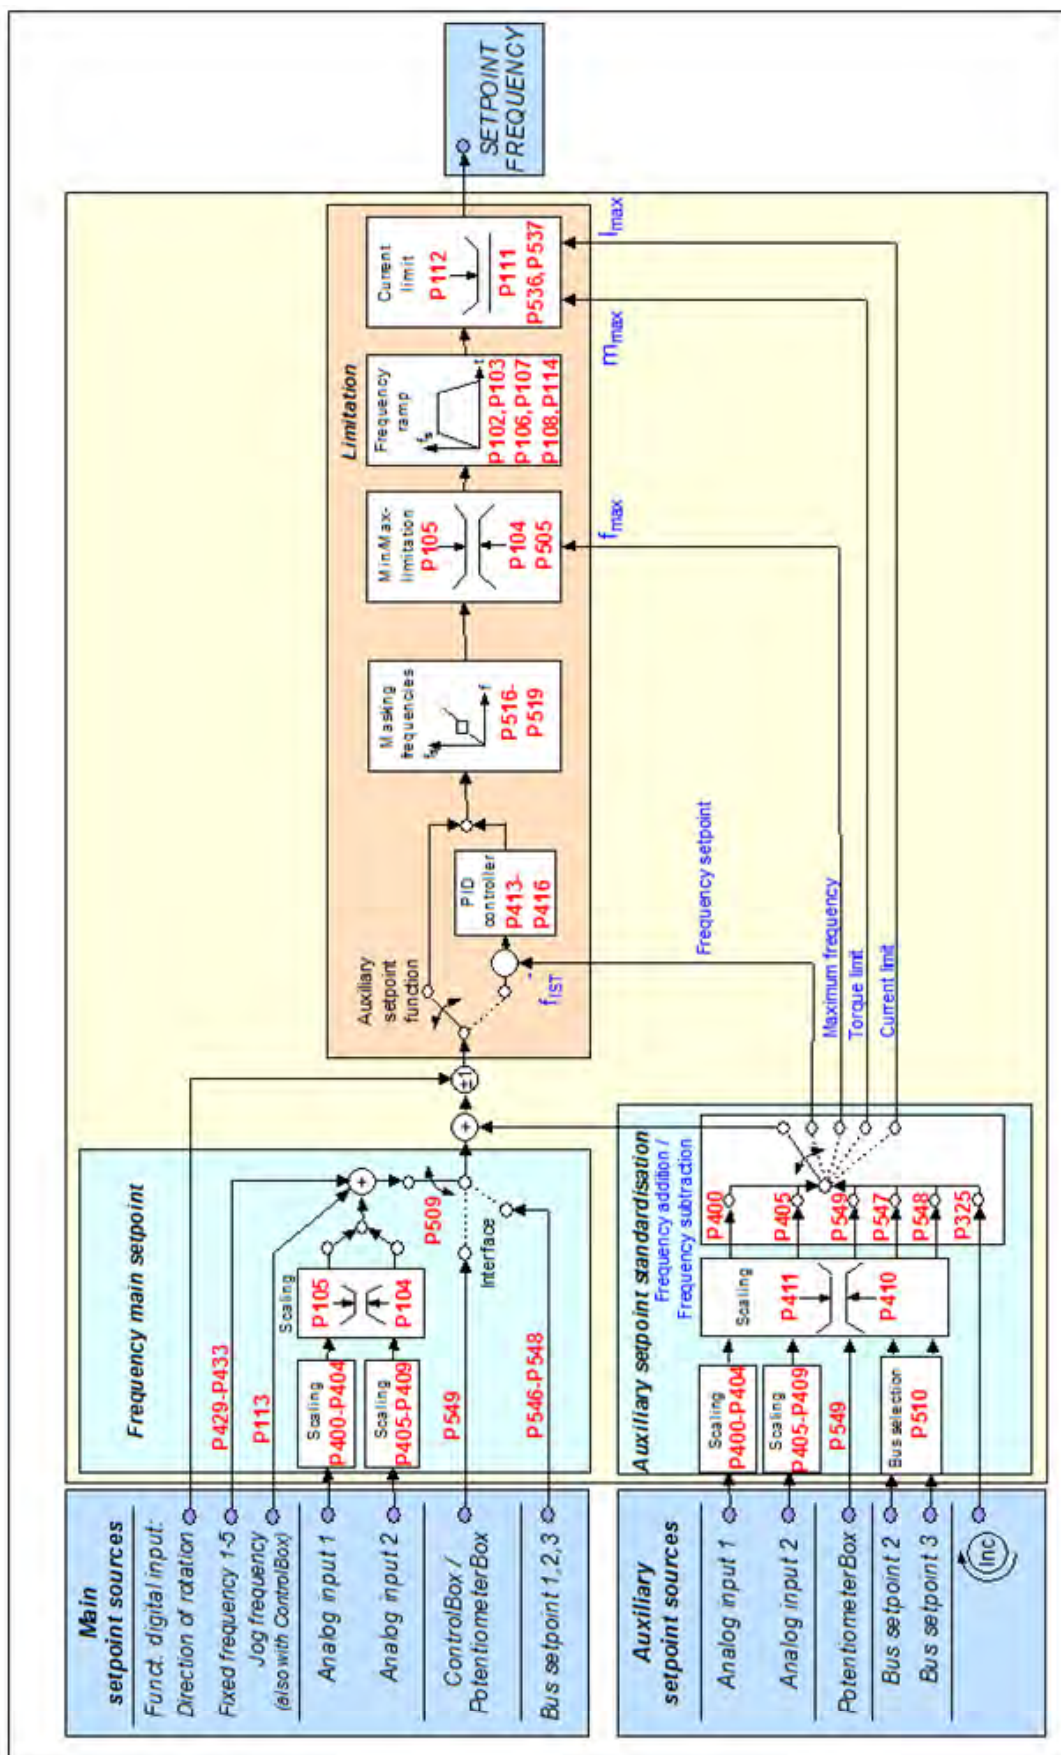 Main
setpoint sources
Funct. digital input:
Direction of rotation
Fixed frequency 1-5
Jog frequency
(also with ControlBox)
Analog input 1
Analog input 2
ControlBox /
PotentiometerBox
Bus setpoint 1,2,3
Frequency main setpoint
P429-P433
P113
Scaling
P400-P404
Scaling
P405-P409
Scaling
P105
P104
P549
P546-P548
Interface
P509
+
+
±1
Auxiliary
setpoint
function
f_IST
-
PID
controller
P413-
P416
Masking
frequencies
fs
f
P516-
P519
Limitation
Min/Max-
limitation
P105
P104
P505
Frequency
ramp
fs
t
P102,P103
P106,P107
P108,P114
Current
limit
P112
P111
P536,P537
SETPOINT
FREQUENCY
f_max
m_max
I_max
Frequency setpoint
Maximum frequency
Torque limit
Current limit
Auxiliary
setpoint sources
Analog input 1
Analog input 2
PotentiometerBox
Bus setpoint 2
Bus setpoint 3
Inc
Auxiliary setpoint standardisation
Frequency addition /
Frequency subtraction
Scaling
P400-P404
Scaling
P405-P409
P549
Bus selection
P510
Scaling
P411
P410
P400
P405
P549
P547
P548
P325